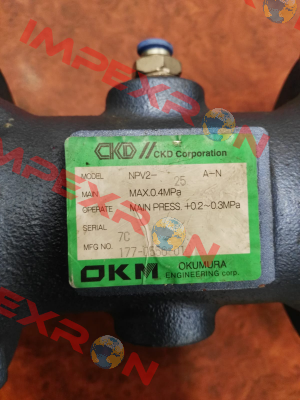 IMPEXRON
CKD // CKD Corporation
MODEL NPV2- 25 A-N
MAIN MAX.0.4MPa
OPERATE MAIN PRESS. +0.2~0.3MPa
SERIAL 7C
MFG NO.
OKM OKUMURA
ENGINEERING corp.
IMPEXRON